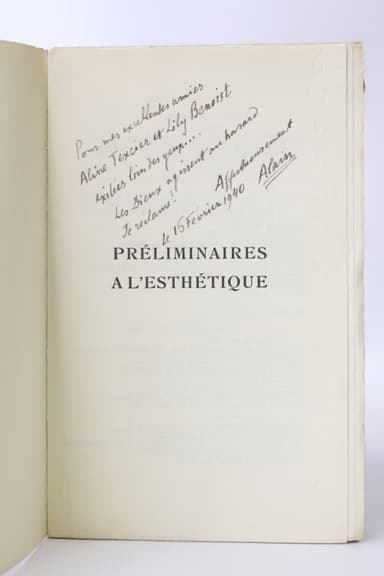 Pour mes excellentes amies
Aline Texcier et Lily Benoist
exilées loin des yeux....
Les Dieux agissent au hasard
Je réclame!
Affectueusement
Le 16 Février 1940
Alain
PRÉLIMINAIRES
A L'ESTHÉTIQUE